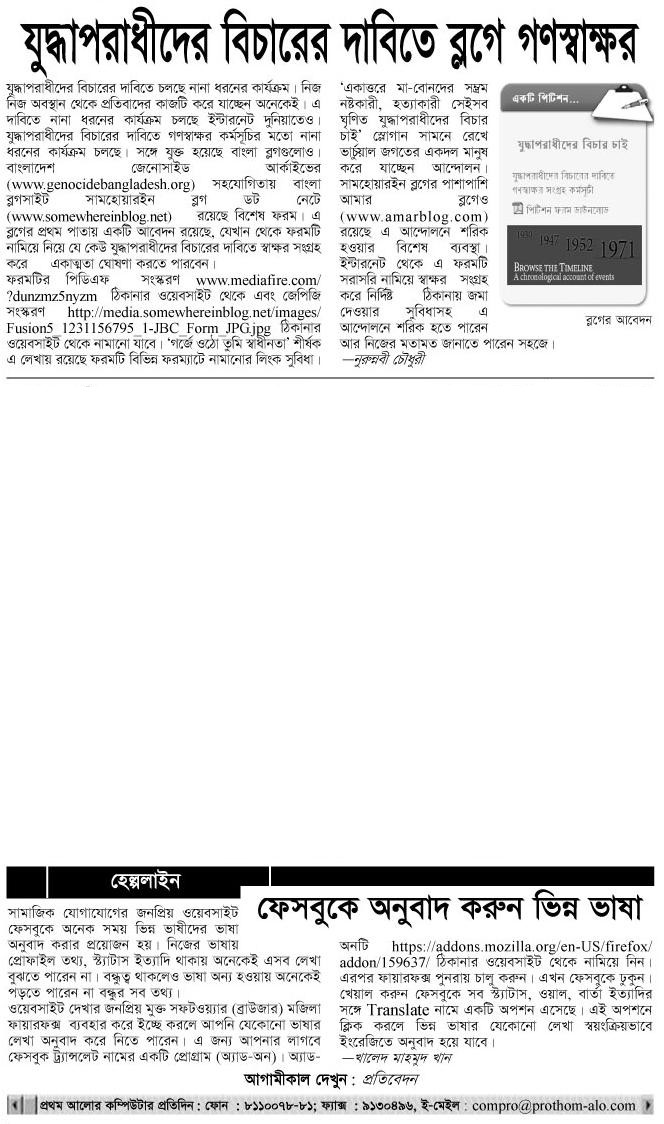 যুদ্ধাপরাধীদের বিচারের দাবিতে ব্লগে গণস্বাক্ষর
যুদ্ধাপরাধীদের বিচারের দাবিতে চলছে নানা ধরনের কার্যক্রম। নিজ
নিজ অবস্থান থেকে প্রতিবাদের কাজটি করে যাচ্ছেন অনেকেই। এ
দাবিতে নানা ধরনের কার্যক্রম চলছে ইন্টারনেট দুনিয়াতেও।
যুদ্ধাপরাধীদের বিচারের দাবিতে গণস্বাক্ষর কর্মসূচির মতো নানা
ধরনের কার্যক্রম চলছে। সঙ্গে যুক্ত হয়েছে বাংলা ব্লগগুলোও।
বাংলাদেশ জেনোসাইড আর্কাইভের
(www.genocidebangladesh.org) সহযোগিতায় বাংলা
ব্লগসাইট সামহোয়ারইন ব্লগ ডট নেটে
(www.somewhereinblog.net) রয়েছে বিশেষ ফরম। এ
ব্লগের প্রথম পাতায় একটি আবেদন রয়েছে, যেখান থেকে ফরমটি
নামিয়ে নিয়ে যে কেউ যুদ্ধাপরাধীদের বিচারের দাবিতে স্বাক্ষর সংগ্রহ
করে একাত্মতা ঘোষণা করতে পারবেন।
ফরমটির পিডিএফ সংস্করণ www.mediafire.com/
?dunzmz5nyzm ঠিকানার ওয়েবসাইট থেকে এবং জেপিজি
সংস্করণ http://media.somewhereinblog.net/images/
Fusion5_1231156795_1-JBC_Form_JPG.jpg ঠিকানার
ওয়েবসাইট থেকে নামানো যাবে। ‘গর্জে ওঠো তুমি স্বাধীনতা’ শীর্ষক
এ লেখায় রয়েছে ফরমটি বিভিন্ন ফরম্যাটে নামানোর লিংক সুবিধা।
‘একাত্তরে মা-বোনদের সম্ভ্রম
নষ্টকারী, হত্যাকারী সেইসব
ঘৃণিত যুদ্ধাপরাধীদের বিচার
চাই’ স্লোগান সামনে রেখে
ভার্চুয়াল জগতের একদল মানুষ
করে যাচ্ছেন আন্দোলন।
সামহোয়ারইন ব্লগের পাশাপাশি
আমার ব্লগেও
(www.amarblog.com)
রয়েছে এ আন্দোলনে শরিক
হওয়ার বিশেষ ব্যবস্থা।
ইন্টারনেট থেকে এ ফরমটি
সরাসরি নামিয়ে স্বাক্ষর সংগ্রহ
করে নির্দিষ্ট ঠিকানায় জমা
দেওয়ার সুবিধাসহ এ
আন্দোলনে শরিক হতে পারেন
আর নিজের মতামত জানাতে পারেন সহজে।
—নুরুন্নবী চৌধুরী
একটি পিটিশন...
যুদ্ধাপরাধীদের বিচার চাই
যুদ্ধাপরাধীদের বিচারের দাবিতে
গণস্বাক্ষর সংগ্রহ কর্মসূচী
পিটিশন ফরম ডাউনলোড
1930 1947 1952 1971
BROWSE THE TIMELINE
A chronological account of events
ব্লগের আবেদন
হেল্পলাইন
ফেসবুকে অনুবাদ করুন ভিন্ন ভাষা
সামাজিক যোগাযোগের জনপ্রিয় ওয়েবসাইট
ফেসবুকে অনেক সময় ভিন্ন ভাষীদের ভাষা
অনুবাদ করার প্রয়োজন হয়। নিজের ভাষায়
প্রোফাইল তথ্য, স্ট্যাটাস ইত্যাদি থাকায় অনেকেই এসব লেখা
বুঝতে পারেন না। বন্ধুত্ব থাকলেও ভাষা অন্য হওয়ায় অনেকেই
পড়তে পারেন না বন্ধুর সব তথ্য।
ওয়েবসাইট দেখার জনপ্রিয় মুক্ত সফটওয়্যার (ব্রাউজার) মজিলা
ফায়ারফক্স ব্যবহার করে ইচ্ছে করলে আপনি যেকোনো ভাষার
লেখা অনুবাদ করে নিতে পারেন। এ জন্য আপনার লাগবে
ফেসবুক ট্র্যান্সলেট নামের একটি প্রোগ্রাম (অ্যাড-অন)। অ্যাড-
অনটি https://addons.mozilla.org/en-US/firefox/
addon/159637/ ঠিকানার ওয়েবসাইট থেকে নামিয়ে নিন।
এরপর ফায়ারফক্স পুনরায় চালু করুন। এখন ফেসবুকে ঢুকুন।
খেয়াল করুন ফেসবুকে সব স্ট্যাটাস, ওয়াল, বার্তা ইত্যাদির
সঙ্গে Translate নামে একটি অপশন এসেছে। এই অপশনে
ক্লিক করলে ভিন্ন ভাষার যেকোনো লেখা স্বয়ংক্রিয়ভাবে
ইংরেজিতে অনুবাদ হয়ে যাবে।
—খালেদ মাহমুদ খান
আগামীকাল দেখুন : প্রতিবেদন
প্রথম আলোর কম্পিউটার প্রতিদিন : ফোন : ৮১১০০৭৮-৮১; ফ্যাক্স : ৯১৩০৪৯৬, ই-মেইল : compro@prothom-alo.com